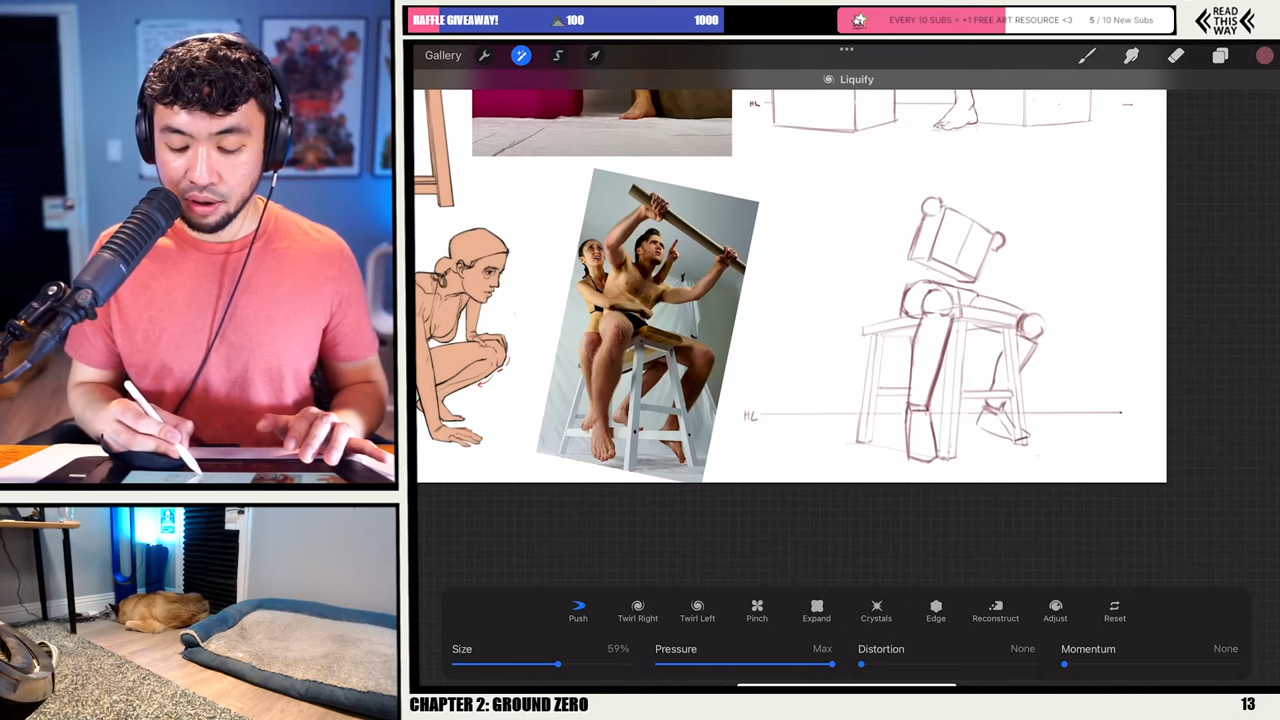 RAFFLE GIVEAWAY! 100 1000
EVERY 10 SUBS = +1 FREE ART RESOURCE <3 5 / 10 New Subs
READ
THIS
WAY
Gallery
Liquify
HL
HL
Push Twirl Right Twirl Left Pinch Expand Crystals Edge Reconstruct Adjust Reset
Size 59% Pressure Max Distortion None Momentum None
CHAPTER 2: GROUND ZERO 13